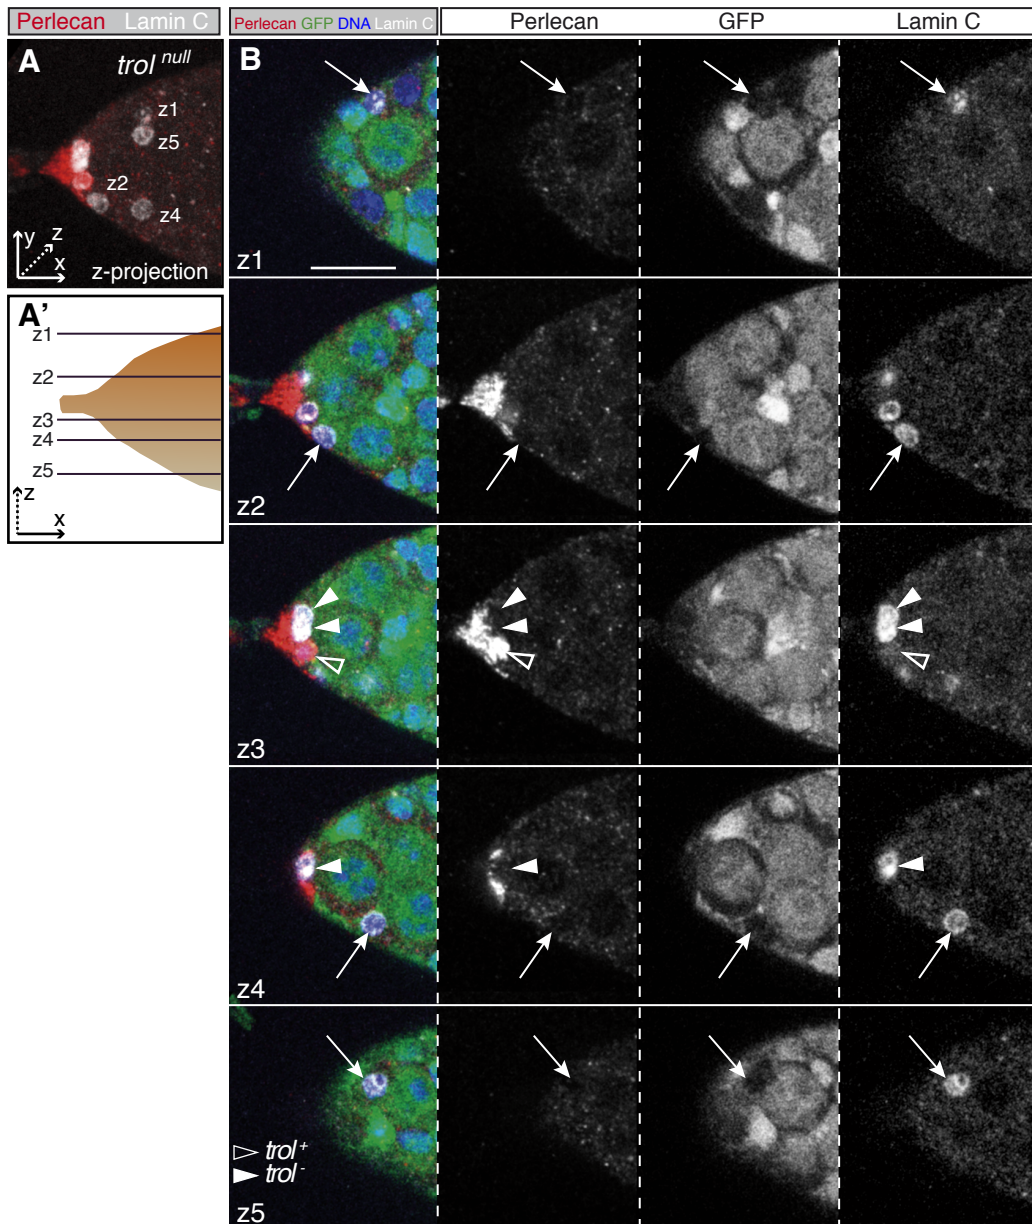 Perlecan Lamin C
A
trol null
z1
z5
z2
z4
y
z
x
z-projection
A'
z1
z2
z3
z4
z5
z
x
Perlecan GFP DNA Lamin C
Perlecan
GFP
Lamin C
B
z1
z2
z3
z4
trol +
trol -
z5